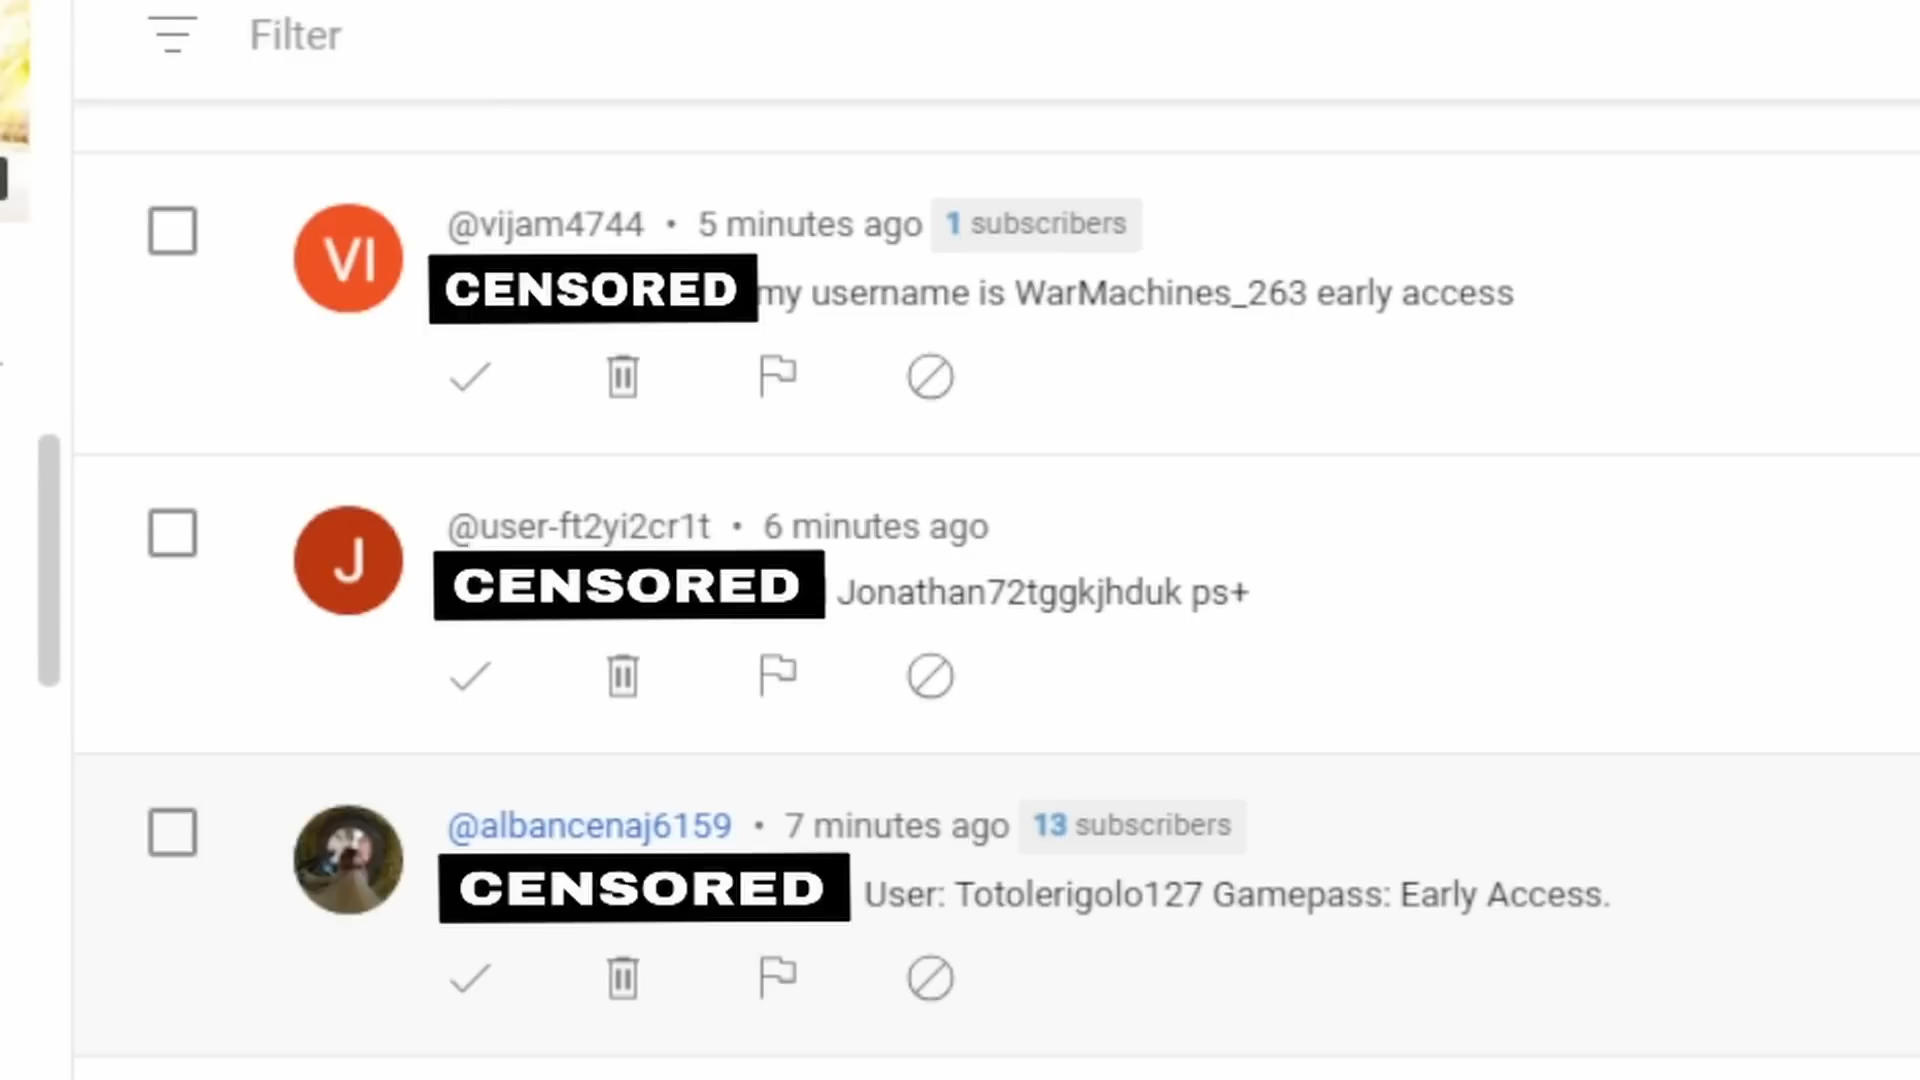 Filter
VI
@vijam4744 • 5 minutes ago 1 subscribers
CENSORED my username is WarMachines_263 early access
J
@user-ft2yi2cr1t • 6 minutes ago
CENSORED Jonathan72tggkjhduk ps+
@albancenaj6159 • 7 minutes ago 13 subscribers
CENSORED User: Totolerigolo127 Gamepass: Early Access.